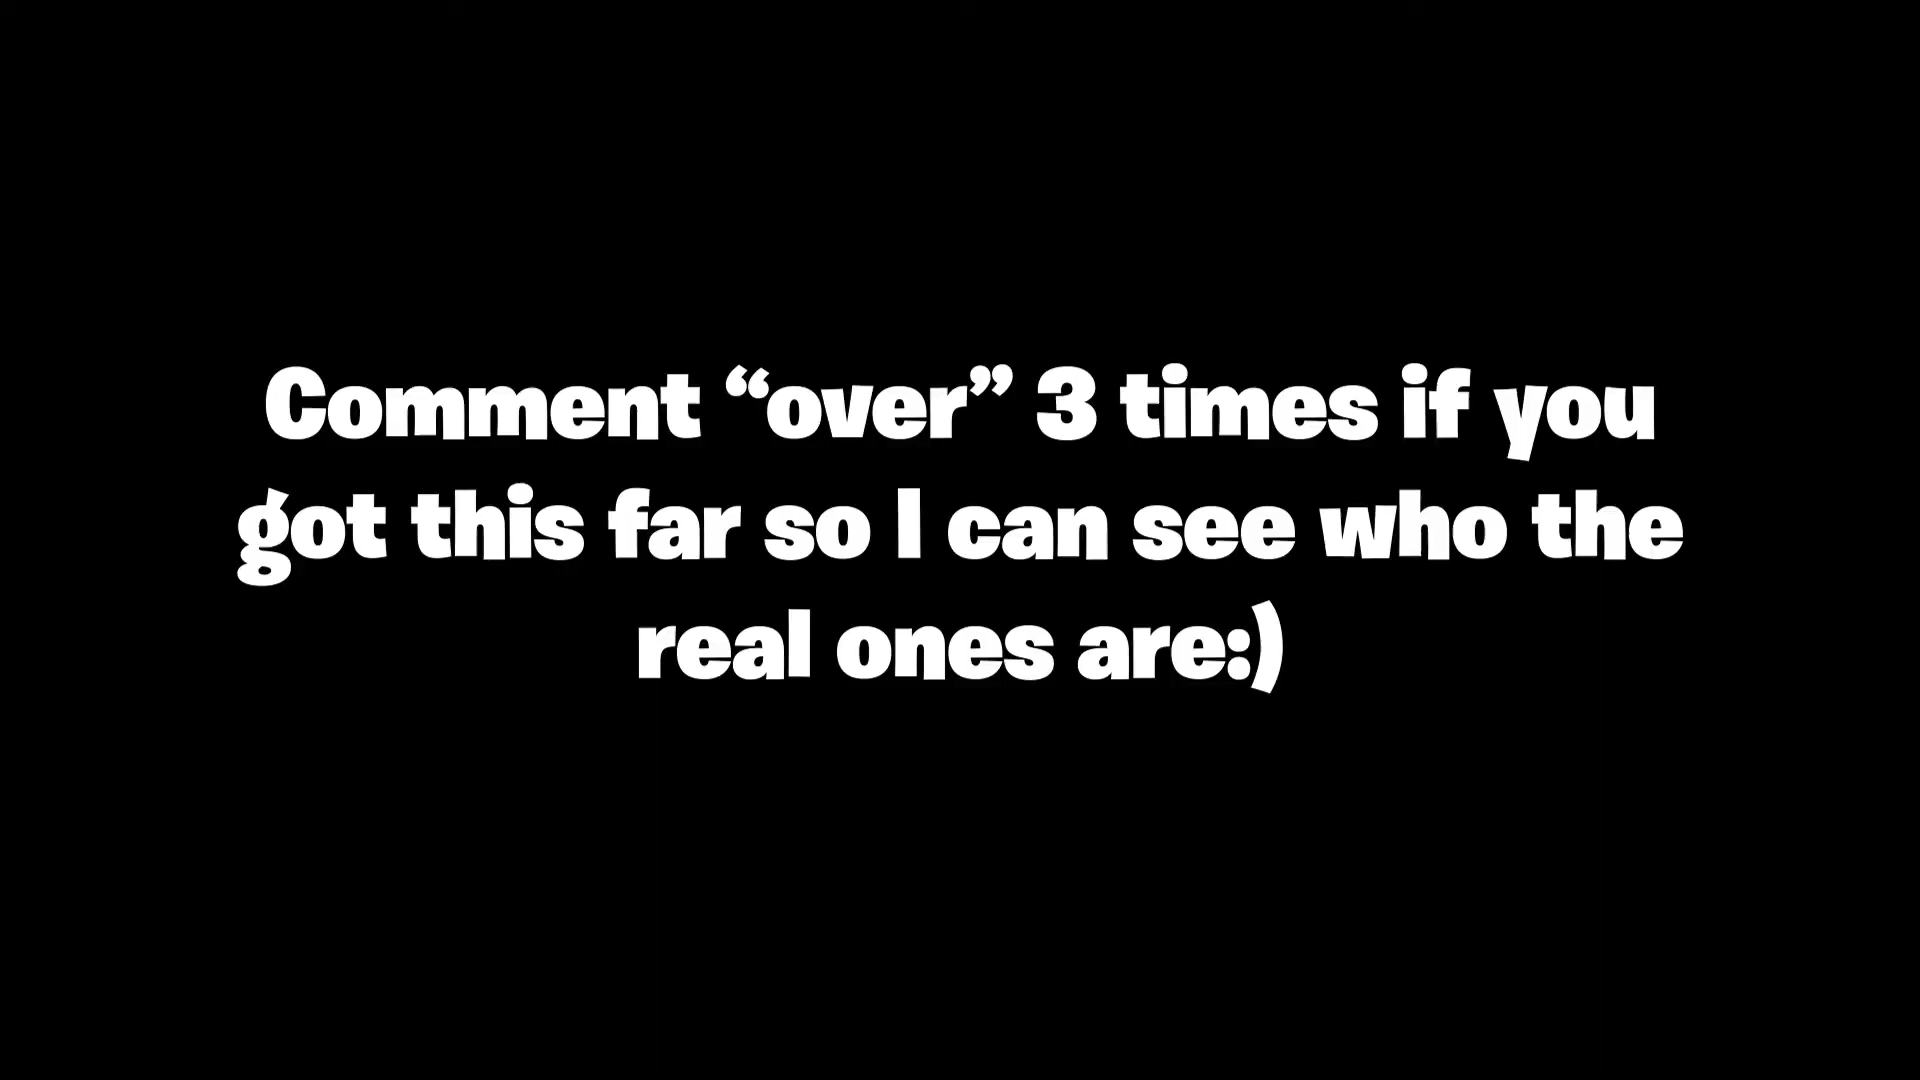 Comment “over” 3 times if you
got this far so I can see who the
real ones are:)